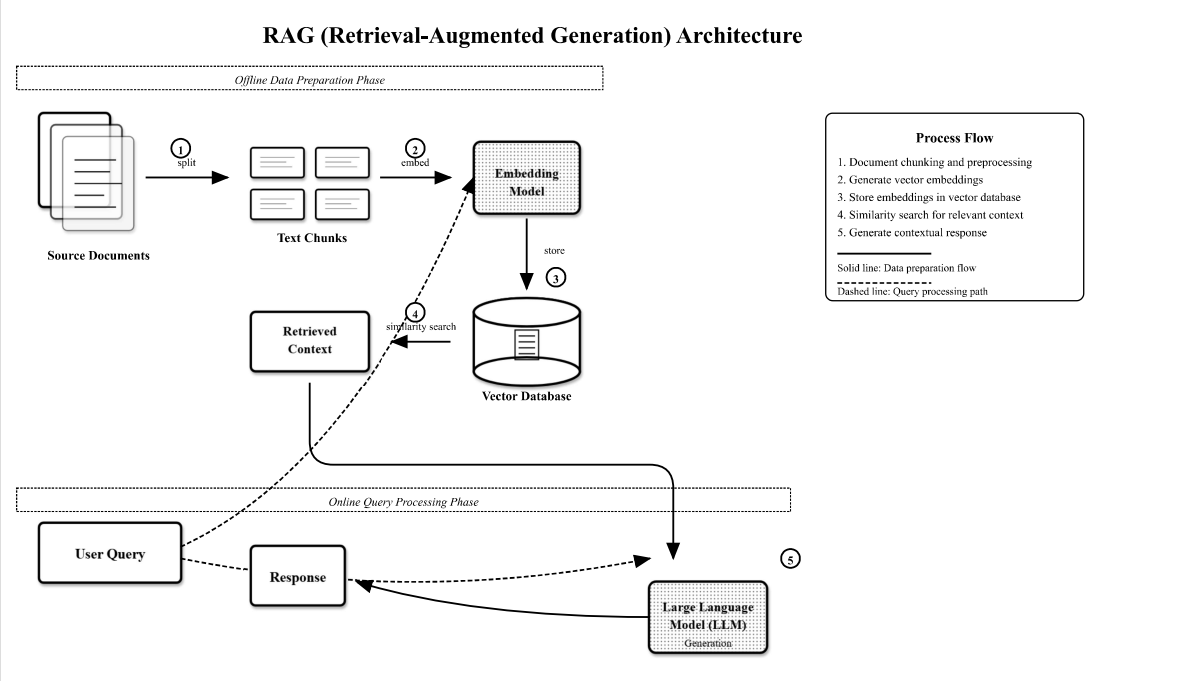 RAG (Retrieval-Augmented Generation) Architecture
Offline Data Preparation Phase
1
split
2
embed
Embedding
Model
Text Chunks
Source Documents
store
3
4
similarity search
Retrieved
Context
Vector Database
Process Flow
1. Document chunking and preprocessing
2. Generate vector embeddings
3. Store embeddings in vector database
4. Similarity search for relevant context
5. Generate contextual response
Solid line: Data preparation flow
Dashed line: Query processing path
Online Query Processing Phase
User Query
Response
5
Large Language
Model (LLM)
Generation